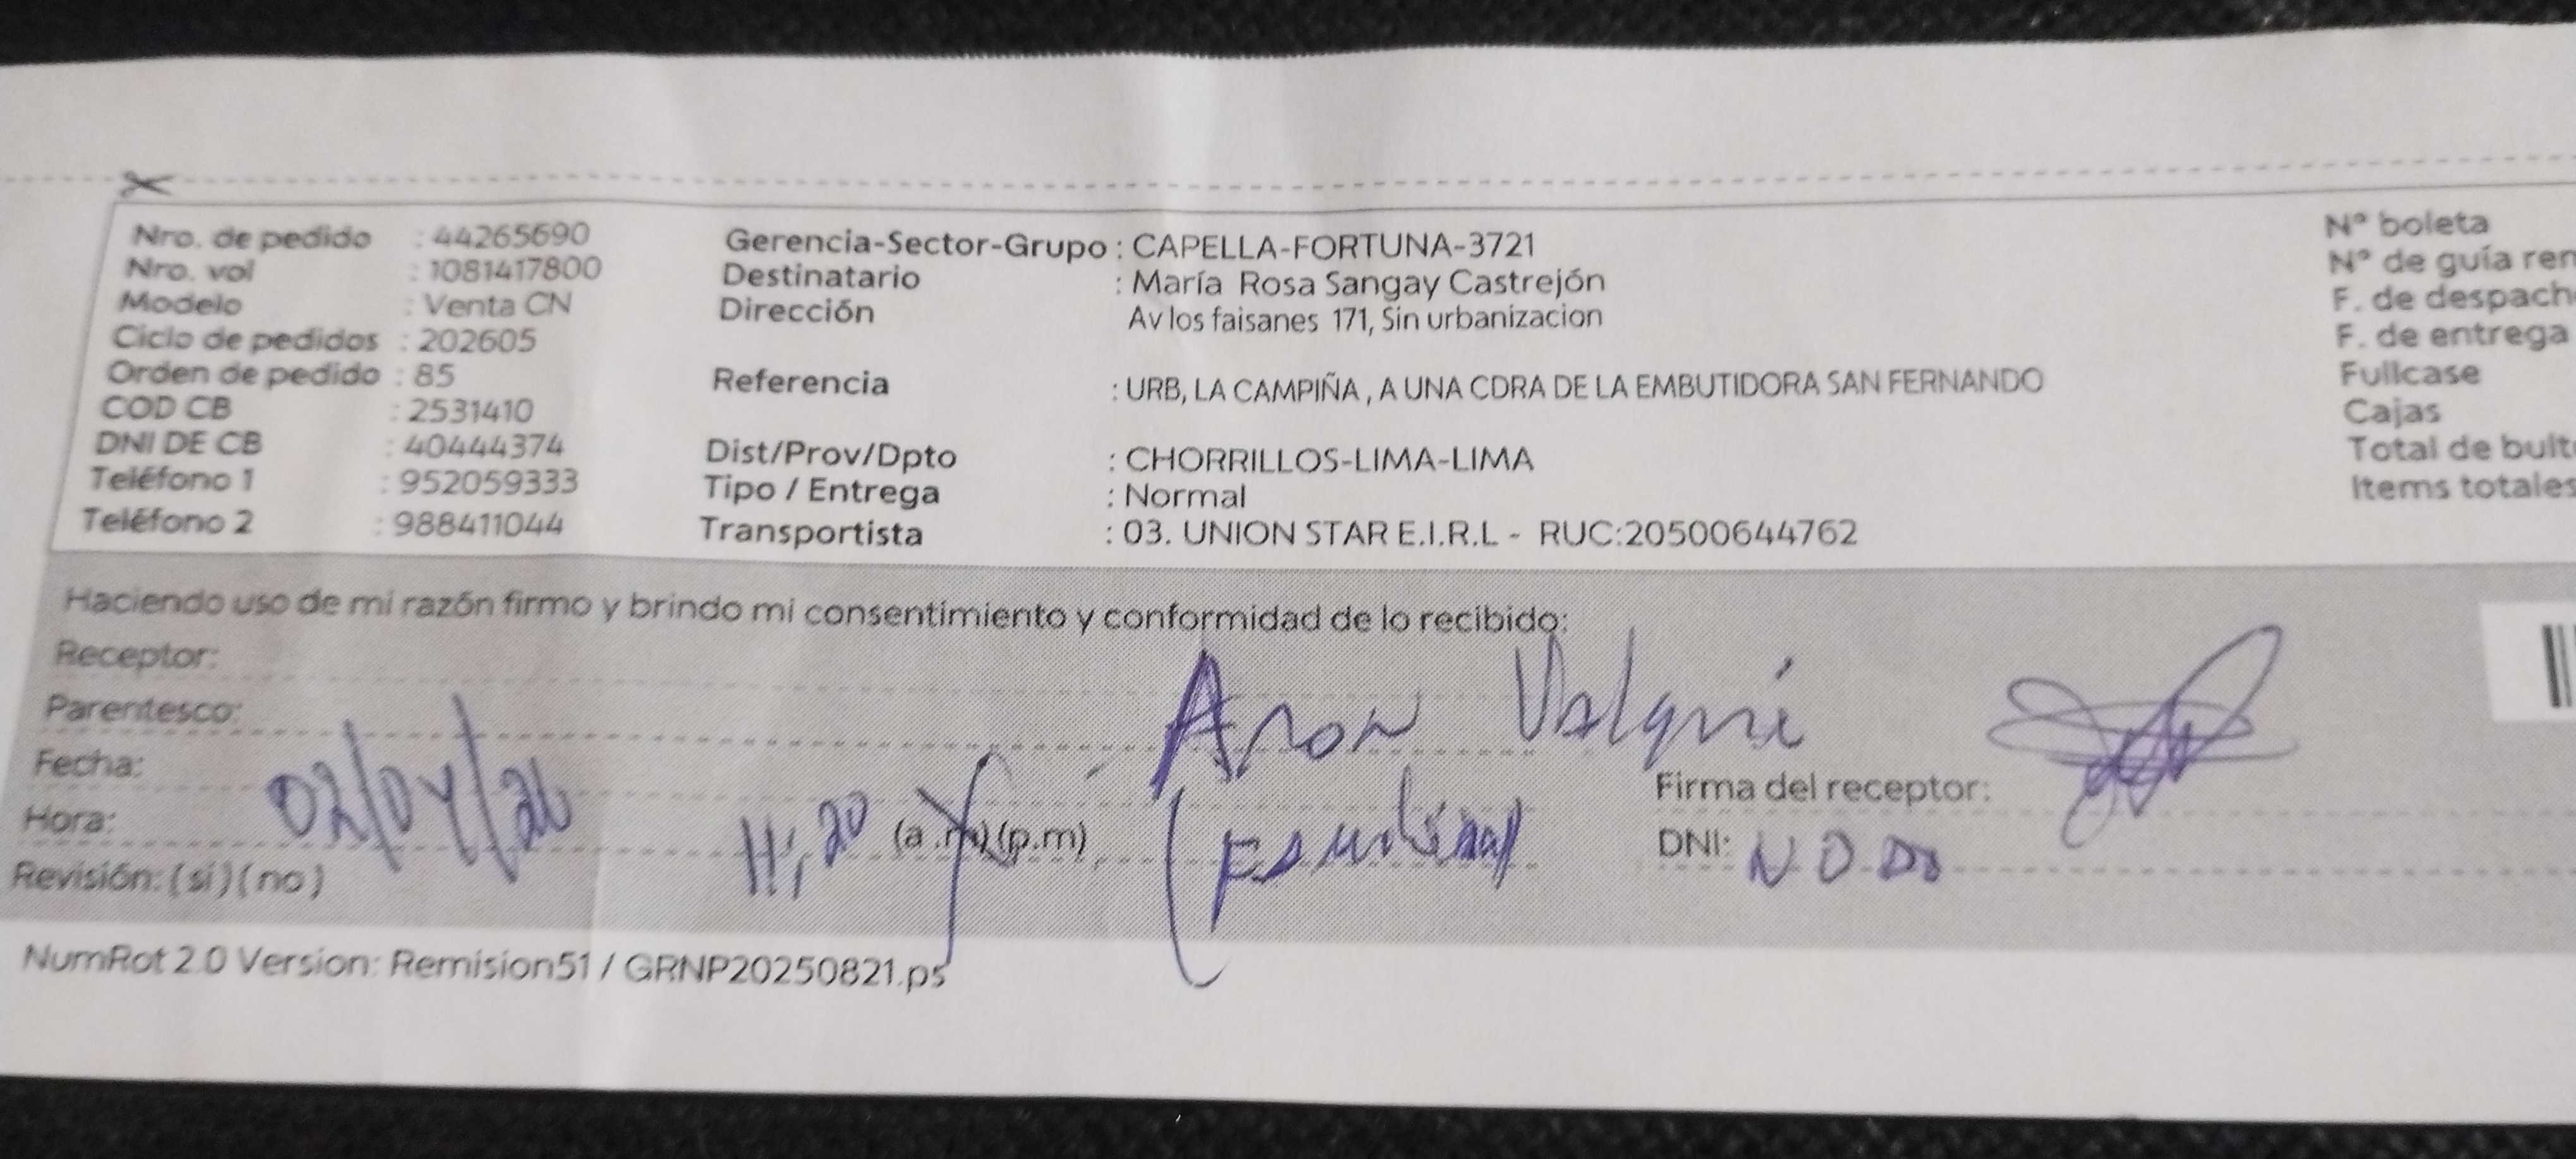 Nro. de pedido : 44265690
Nro. vol : 1081417800
Modelo : Venta CN
Ciclo de pedidos : 202605
Orden de pedido : 85
COD CB : 2531410
DNI DE CB : 40444374
Teléfono 1 : 952059333
Teléfono 2 : 988411044
Gerencia-Sector-Grupo : CAPELLA-FORTUNA-3721
Destinatario : María Rosa Sangay Castrejón
Dirección Av los faisanes 171, Sin urbanizacion
Referencia : URB, LA CAMPIÑA , A UNA CDRA DE LA EMBUTIDORA SAN FERNANDO
Dist/Prov/Dpto : CHORRILLOS-LIMA-LIMA
Tipo / Entrega : Normal
Transportista : 03. UNION STAR E.I.R.L - RUC:20500644762
N° boleta
N° de guía rem
F. de despach
F. de entrega
Fullcase
Cajas
Total de bult
Items totales
Haciendo uso de mi razón firmo y brindo mi consentimiento y conformidad de lo recibido:
Receptor:
Parentesco:
Aron Valqui
Fecha: 02/04/26
Hora: 11:20 (a.m)(p.m)
Firma del receptor:
DNI: NO DO
Revisión: (si) (no)
NumRot 2.0 Version: Remision51 / GRNP20250821.ps